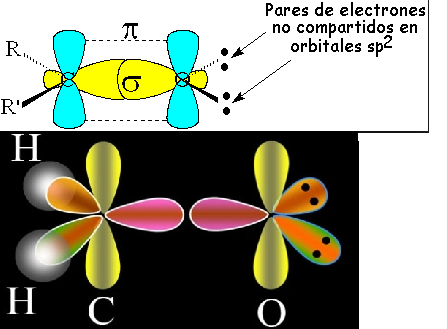 Pares de electrones
no compartidos en
orbitales sp2
π
R
σ
R'
H
H
C
O